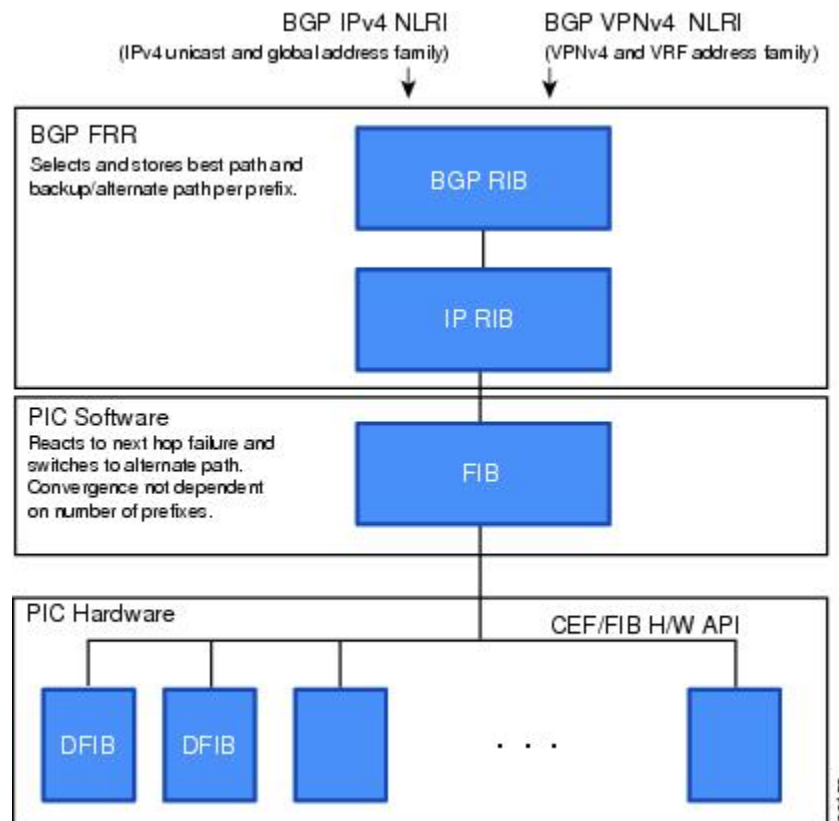 BGP IPv4 NLRI
(IPv4 unicast and global address family)
BGP VPNv4 NLRI
(VPNv4 and VRF address family)
BGP FRR
Selects and stores best path and
backup/alternate path per prefix.
BGP RIB
IP RIB
PIC Software
Reacts to next hop failure and
switches to alternate path.
Convergence not dependent
on number of prefixes.
FIB
PIC Hardware
CEF/FIB H/W API
DFIB
DFIB
. . .